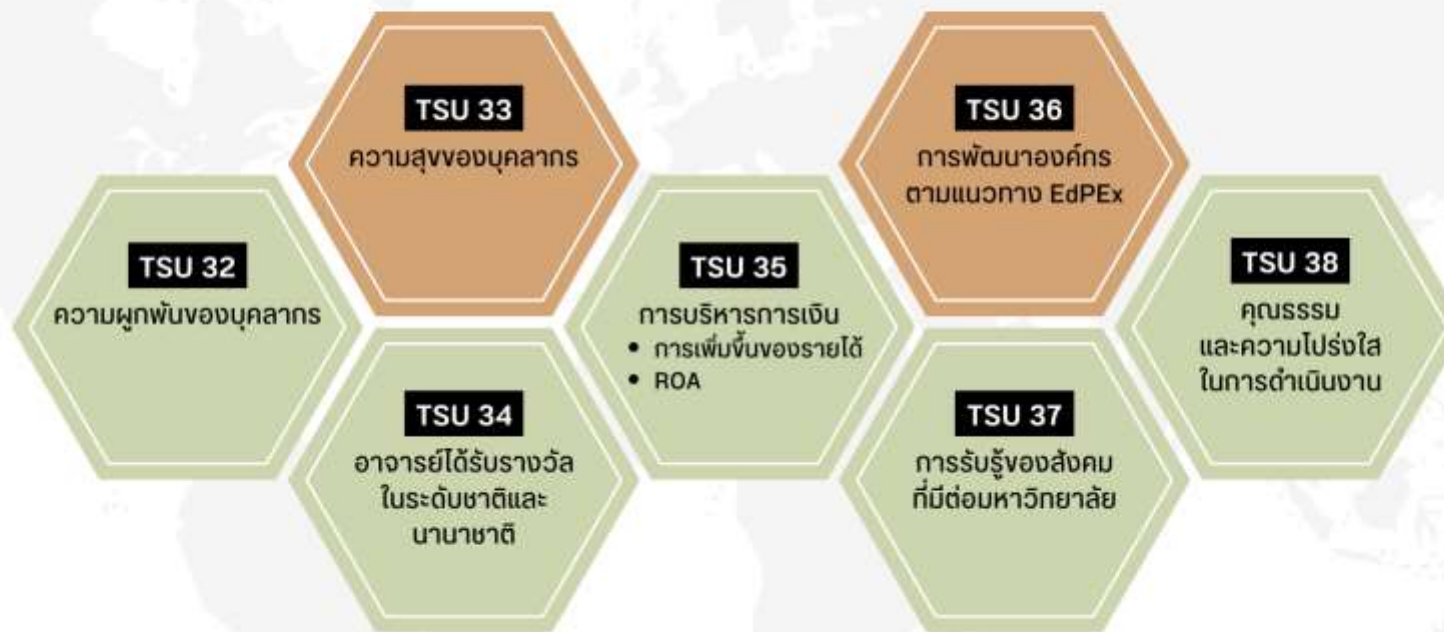 TSU 32
ความผูกพันของบุคลากร
TSU 33
ความสุขของบุคลากร
TSU 34
อาจารย์ได้รับรางวัล
ในระดับชาติและ
นานาชาติ
TSU 35
การบริหารการเงิน
• การเพิ่มขึ้นของรายได้
• ROA
TSU 36
การพัฒนาองค์กร
ตามแนวทาง EdPEx
TSU 37
การรับรู้ของสังคม
ที่มีต่อมหาวิทยาลัย
TSU 38
คุณธรรม
และความโปร่งใส
ในการดำเนินงาน